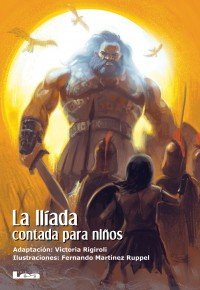 La Ilíada
contada para niños
Adaptación: Victoria Rigiroli
Ilustraciones: Fernando Martínez Ruppel
Lea